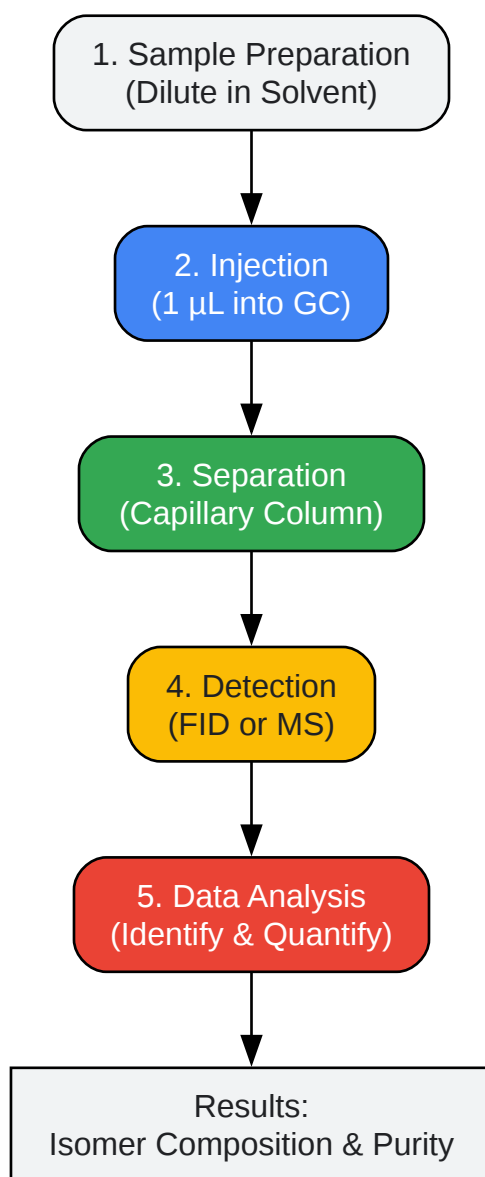 1. Sample Preparation
(Dilute in Solvent)
2. Injection
(1 µL into GC)
3. Separation
(Capillary Column)
4. Detection
(FID or MS)
5. Data Analysis
(Identify & Quantify)
Results:
Isomer Composition & Purity